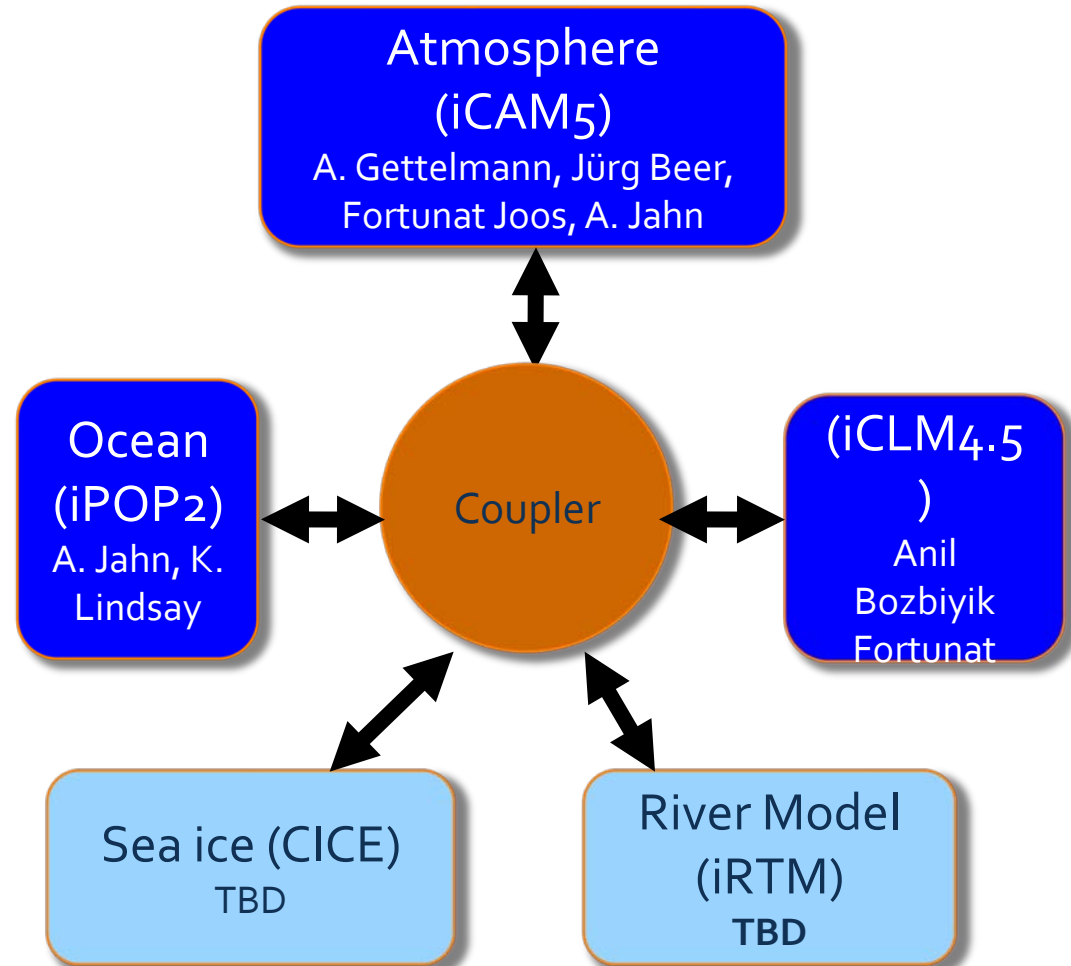 Atmosphere
(iCAM5)
A. Gettelmann, Jürg Beer,
Fortunat Joos, A. Jahn
Ocean
(iPOP2)
A. Jahn, K.
Lindsay
Coupler
(iCLM4.5
)
Anil
Bozbiyik
Fortunat
Sea ice (CICE)
TBD
River Model
(iRTM)
TBD